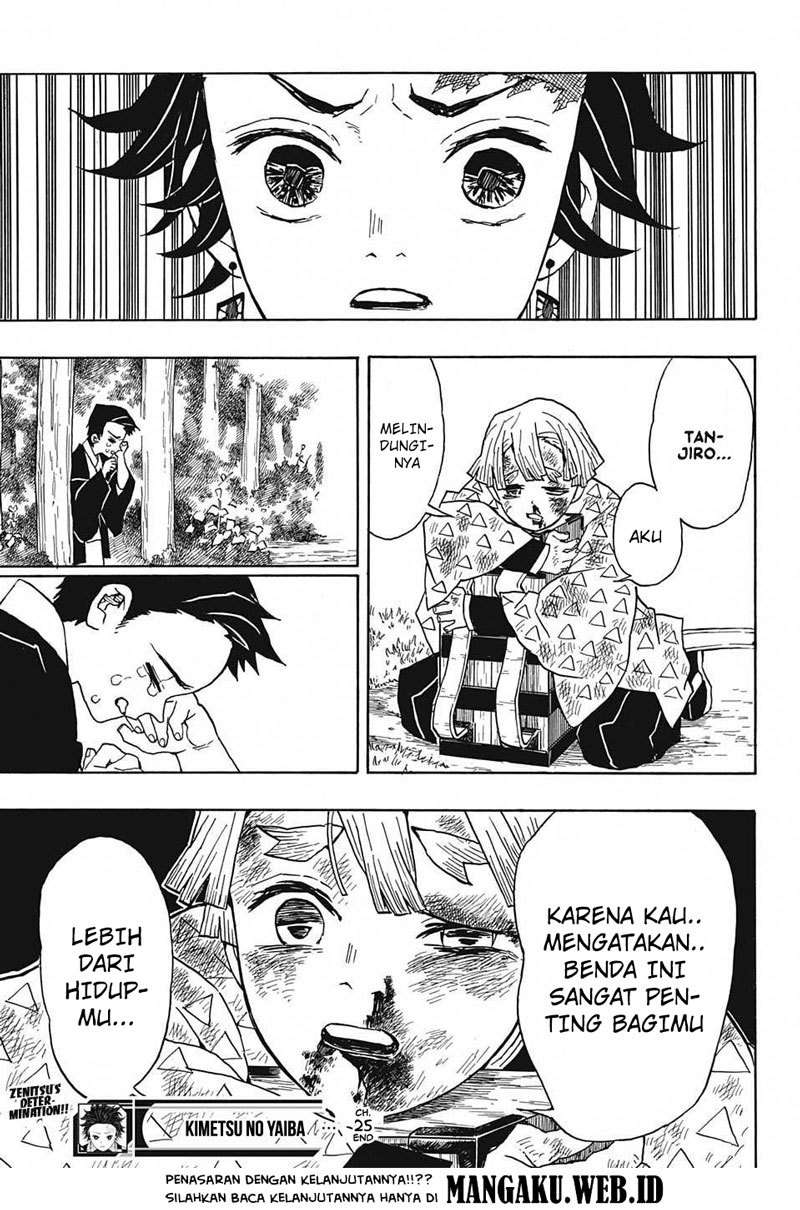 TAN-
JIRO...
AKU
MELIN-
DUNGI-
NYA
KARENA KAU..
MENGATAKAN..
BENDA INI
SANGAT PEN-
TING BAGIMU
LEBIH
DARI
HIDUP-
MU...
ZENITSU'S
DETER-
MINATION!!
KIMETSU NO YAIBA
CH.
25
END
PENASARAN DENGAN KELANJUTANNYA!!??
SILAHKAN BACA KELANJUTANNYA HANYA DI MANGAKU.WEB.ID